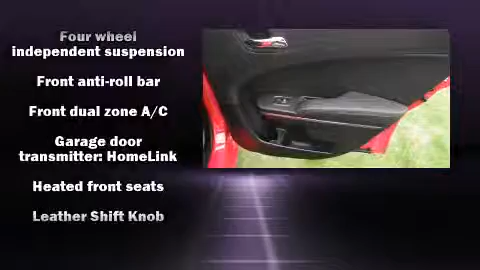 Four wheel
independent suspension
Front anti-roll bar
Front dual zone A/C
Garage door
transmitter: HomeLink
Heated front seats
Leather Shift Knob